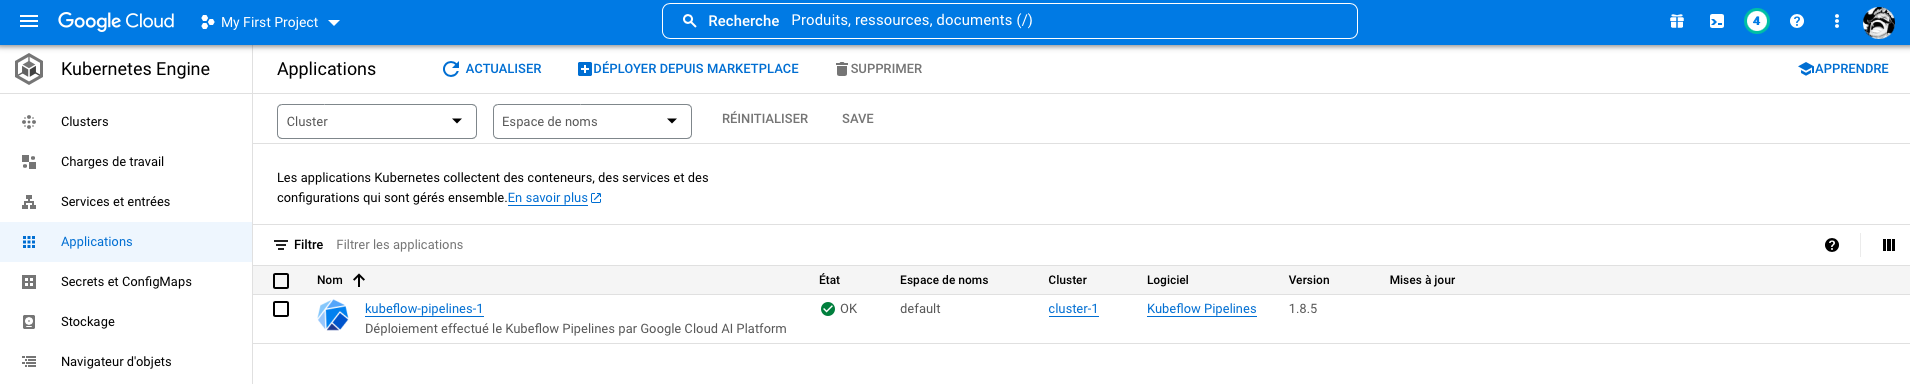 Google Cloud My First Project Recherche Produits, ressources, documents (/) 4
Kubernetes Engine
Applications ACTUALISER DÉPLOYER DEPUIS MARKETPLACE SUPPRIMER APPRENDRE
Clusters
Charges de travail
Services et entrées
Applications
Secrets et ConfigMaps
Stockage
Navigateur d'objets
Cluster Espace de noms RÉINITIALISER SAVE
Les applications Kubernetes collectent des conteneurs, des services et des
configurations qui sont gérés ensemble.En savoir plus
Filtre Filtrer les applications
Nom État Espace de noms Cluster Logiciel Version Mises à jour
kubeflow-pipelines-1 OK default cluster-1 Kubeflow Pipelines 1.8.5
Déploiement effectué le Kubeflow Pipelines par Google Cloud AI Platform